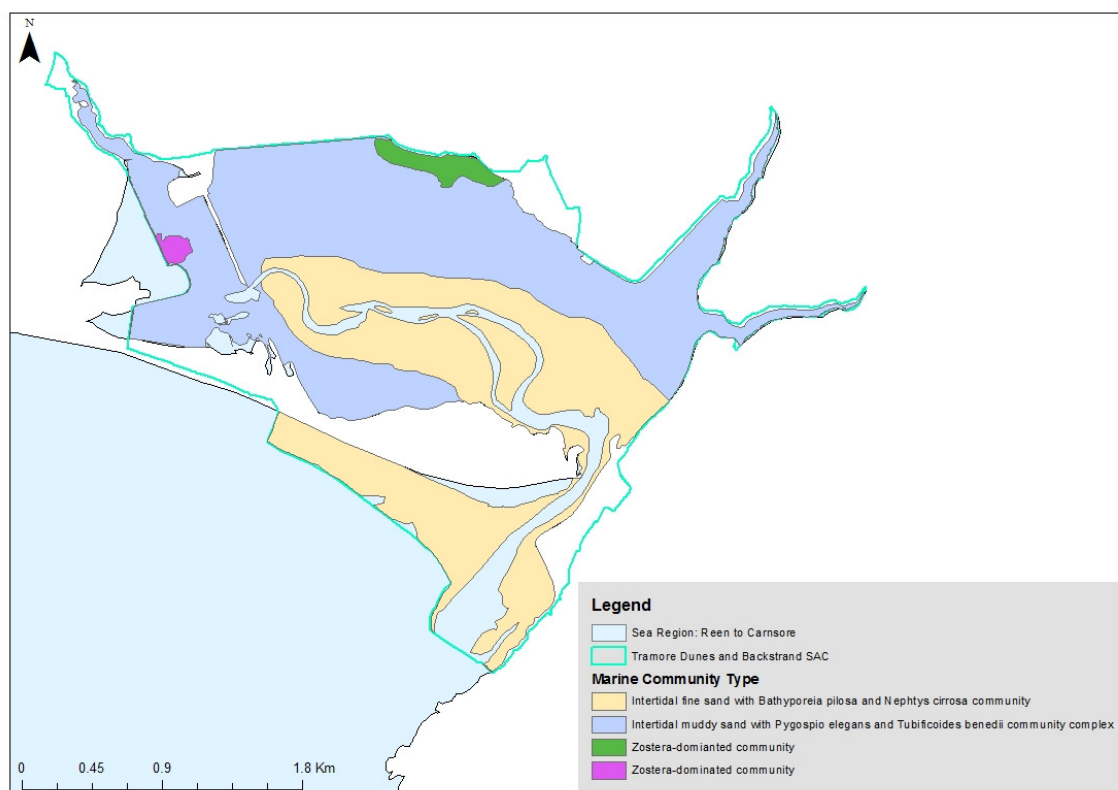 N
Legend
Sea Region: Reen to Carnsore
Tramore Dunes and Backstrand SAC
Marine Community Type
Intertidal fine sand with Bathyporeia pilosa and Nephtys cirrosa community
Intertidal muddy sand with Pygospio elegans and Tubificoides benedii community complex
Zostera-domianted community
Zostera-dominated community
0 0.45 0.9 1.8 Km